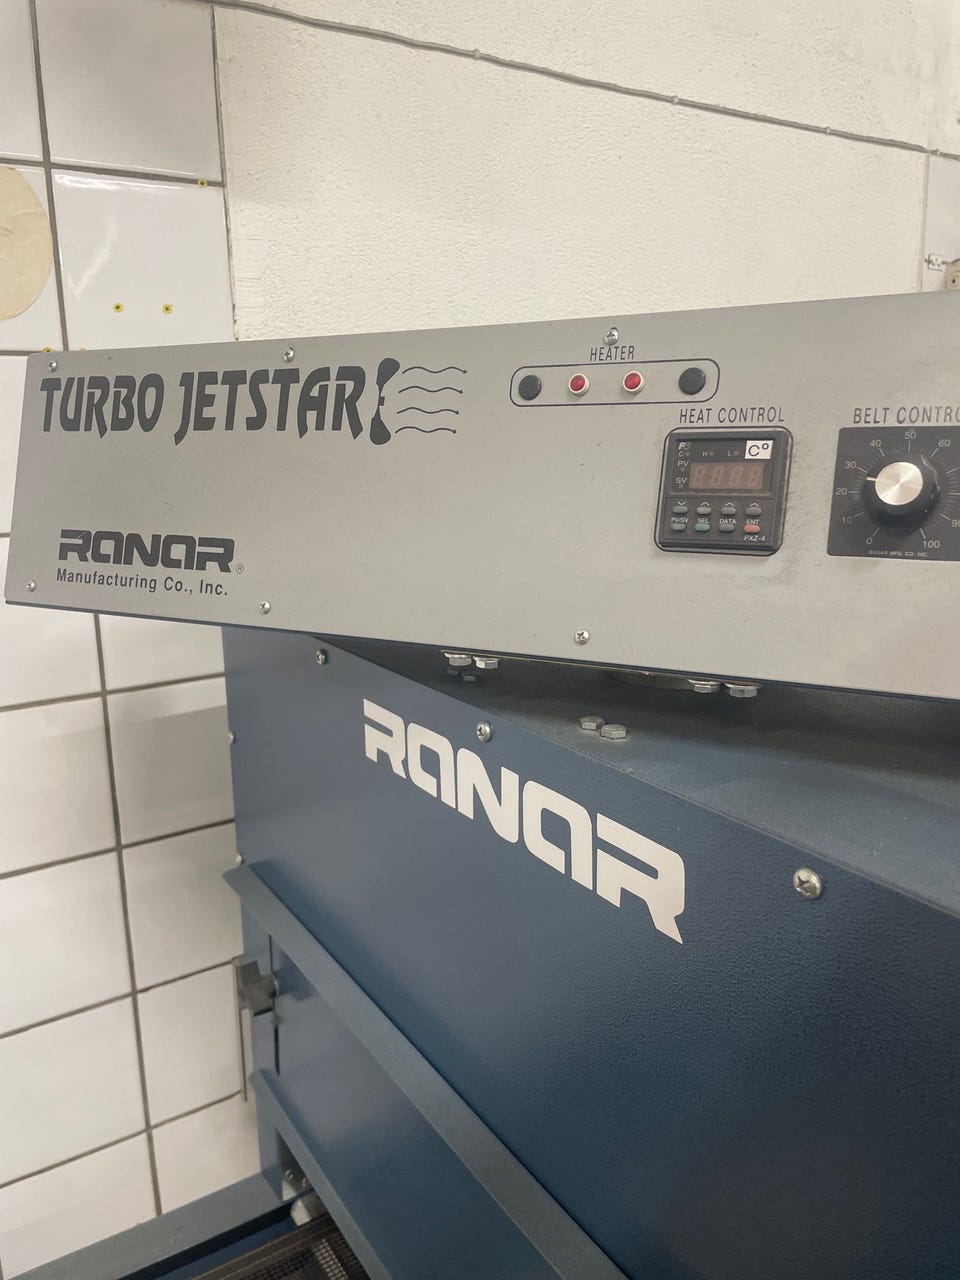 HEATER
TURBO JETSTAR
HEAT CONTROL
BELT CONTRO
C°
C H L
PV
SV
PV/SV SEL DATA ENT
PXZ-4
0 10 20 30 40 50 60 90 100
RANAR MFG. CO. INC.
RANAR®
Manufacturing Co., Inc.
RANAR